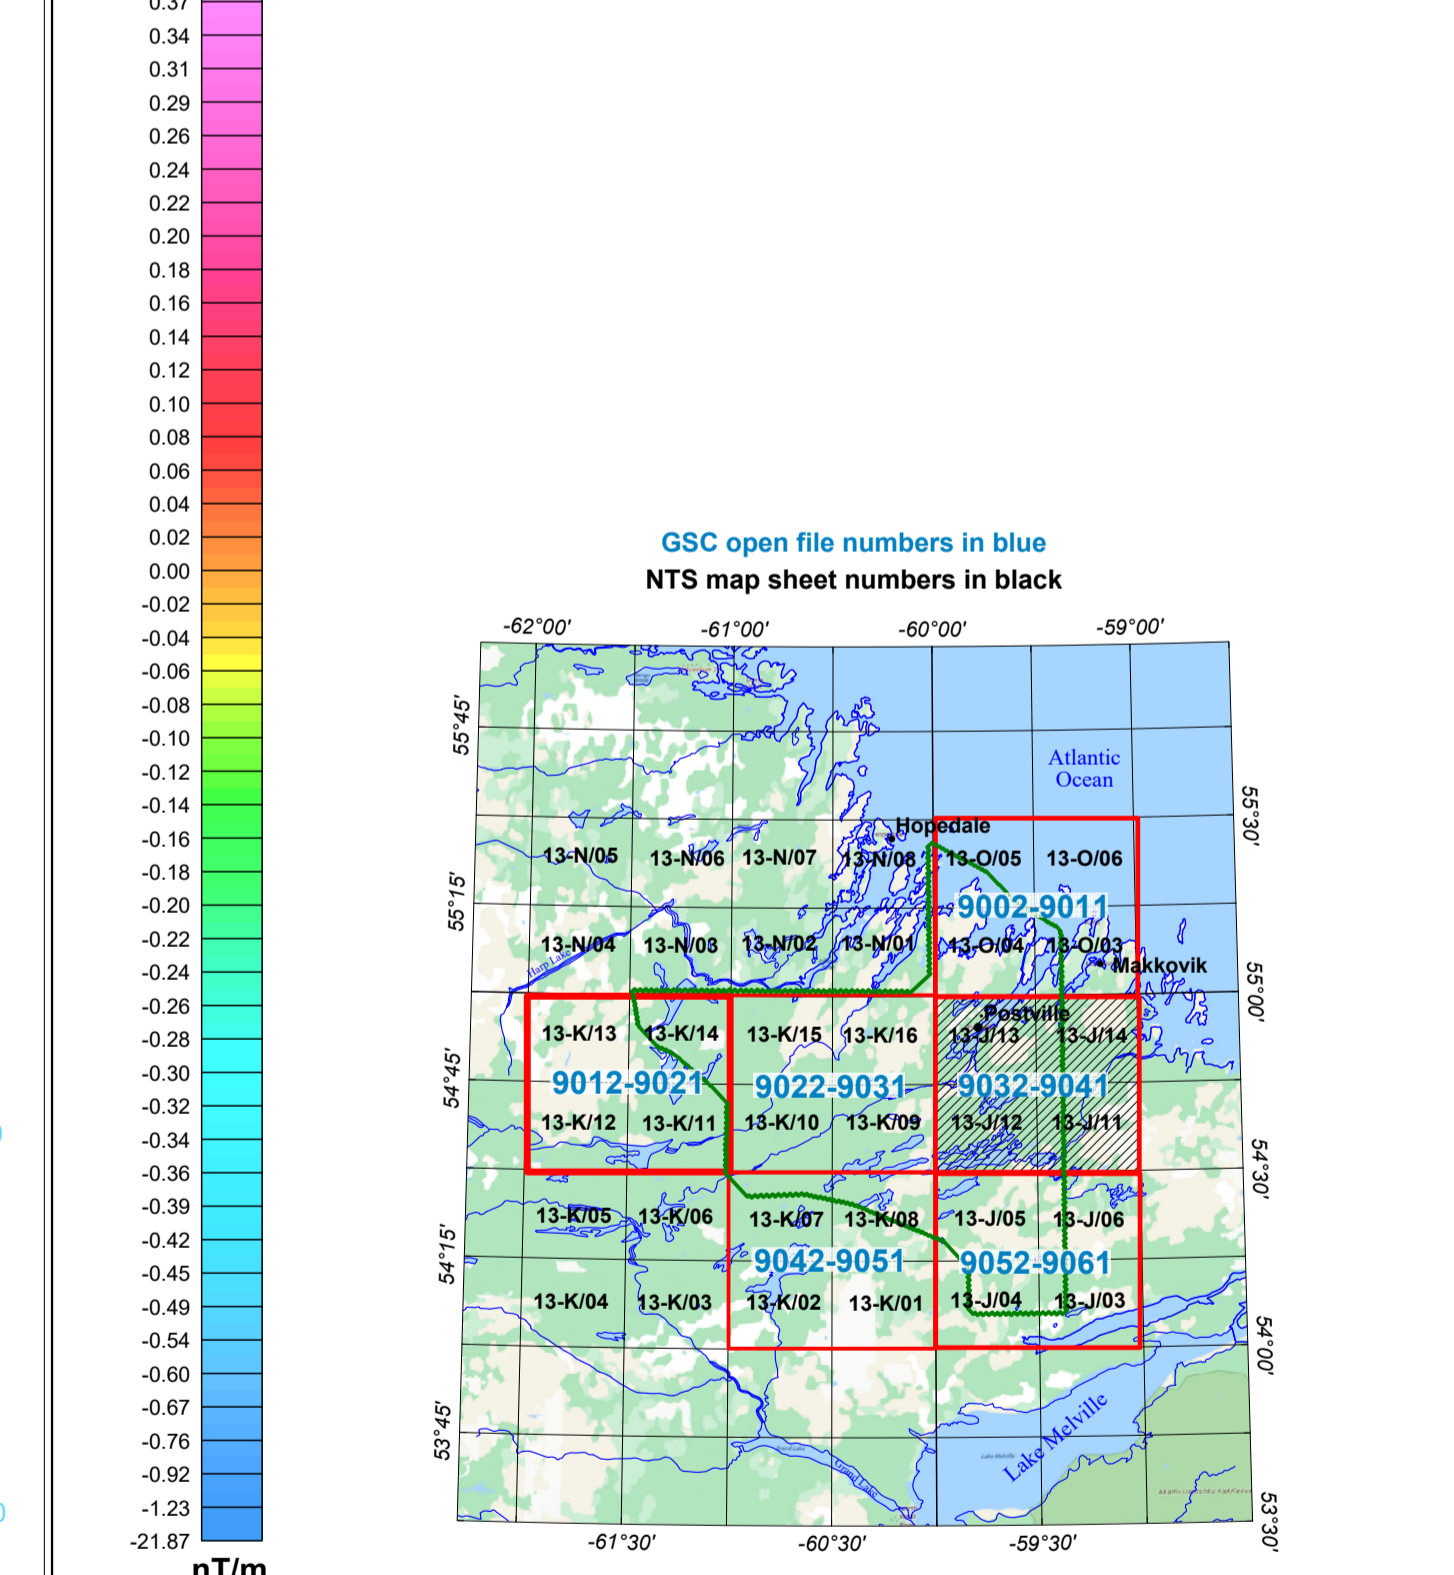 0.37
0.34
0.31
0.29
0.26
0.24
0.22
0.20
0.18
0.16
0.14
0.12
0.10
0.08
0.06
0.04
0.02
0.00
-0.02
-0.04
-0.06
-0.08
-0.10
-0.12
-0.14
-0.16
-0.18
-0.20
-0.22
-0.24
-0.26
-0.28
-0.30
-0.32
-0.34
-0.36
-0.39
-0.42
-0.45
-0.49
-0.54
-0.60
-0.67
-0.76
-0.92
-1.23
-21.87
nT/m
GSC open file numbers in blue
NTS map sheet numbers in black
-62°00' -61°00' -60°00' -59°00'
55°45'
55°15'
54°45'
54°15'
53°45'
55°30'
55°00'
54°30'
54°00'
53°30'
Atlantic
Ocean
Hopedale
13-N/05 13-N/06 13-N/07 13-N/08 13-O/05 13-O/06
9002-9011
13-N/04 13-N/03 13-N/02 13-N/01 13-O/04 13-O/03
Harp Lake
Makkovik
Postville
13-K/13 13-K/14 13-K/15 13-K/16 13-J/13 13-J/14
9012-9021 9022-9031 9032-9041
13-K/12 13-K/11 13-K/10 13-K/09 13-J/12 13-J/11
13-K/05 13-K/06 13-K/07 13-K/08 13-J/05 13-J/06
9042-9051 9052-9061
13-K/04 13-K/03 13-K/02 13-K/01 13-J/04 13-J/03
Lake Melville
Lake Melville
Grand Lake
Grand Lake
-61°30' -60°30' -59°30'